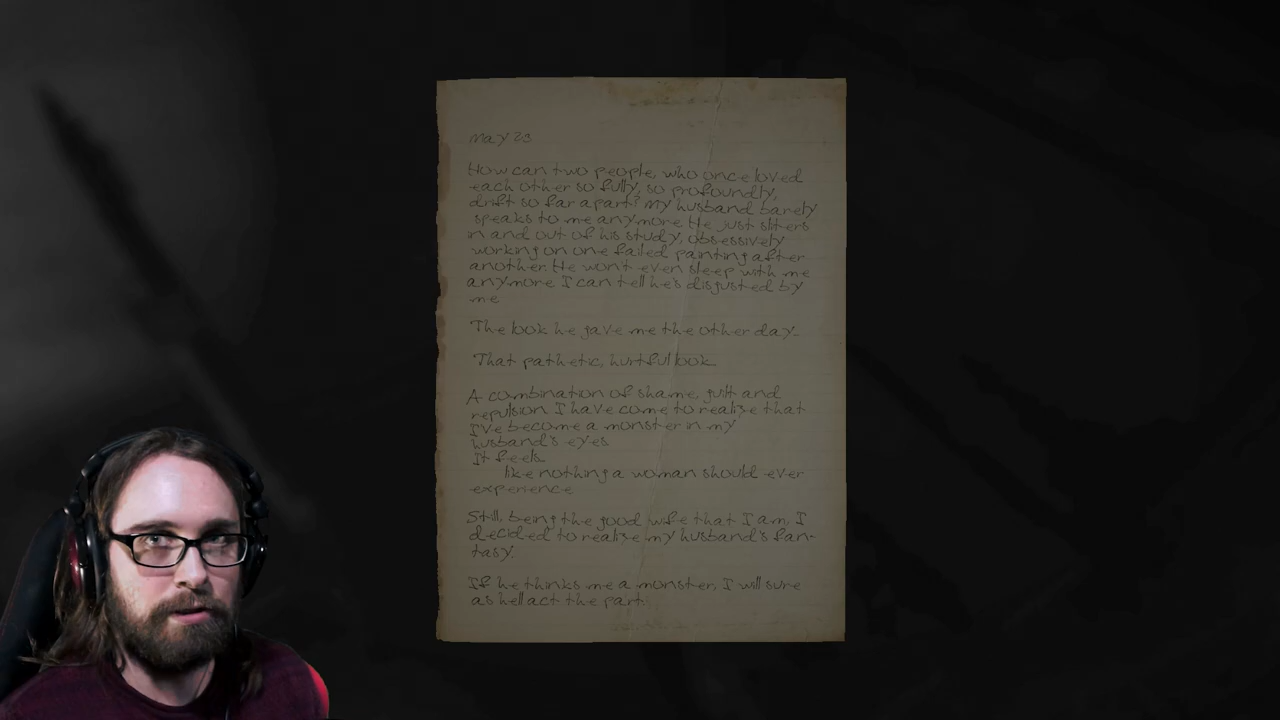 May 23
How can two people, who once loved
each other so fully, so profoundly,
drift so far apart? My husband barely
speaks to me anymore. He just slithers
in and out of his study, obsessively
working on one failed painting after
another. He won't even sleep with me
anymore. I can tell he's disgusted by
me.
The look he gave me the other day...
That pathetic, hurtful look...
A combination of shame, guilt and
repulsion. I have come to realise that
I've become a monster in my
husband's eyes.
It feels...
like nothing a woman should ever
experience.
Still, being the good wife that I am, I
decided to realise my husband's fan-
tasy.
If he thinks me a monster, I will sure
as hell act the part.